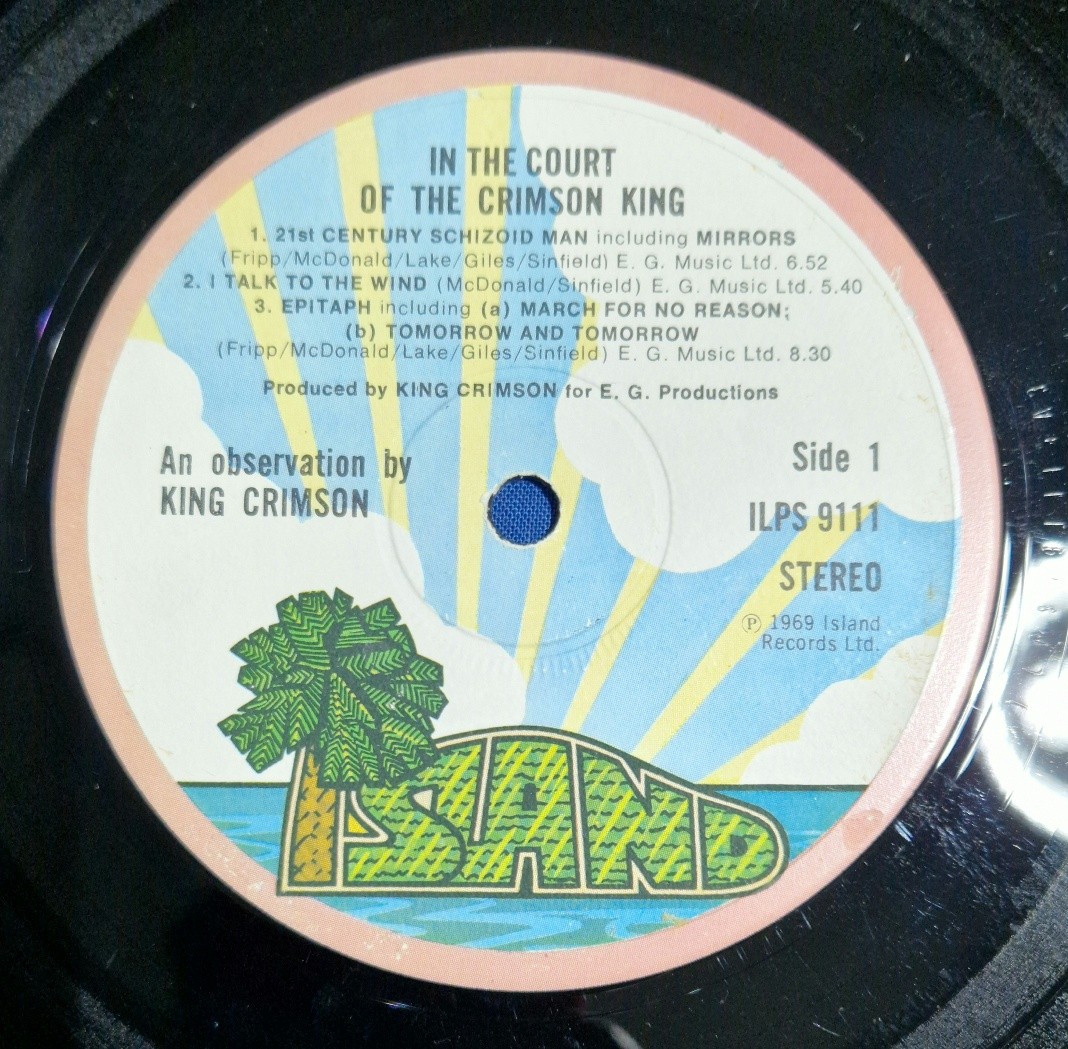 IN THE COURT
OF THE CRIMSON KING
1. 21st CENTURY SCHIZOID MAN including MIRRORS
(Fripp/McDonald/Lake/Giles/Sinfield) E. G. Music Ltd. 6.52
2. I TALK TO THE WIND (McDonald/Sinfield) E. G. Music Ltd. 5.40
3. EPITAPH including (a) MARCH FOR NO REASON;
(b) TOMORROW AND TOMORROW
(Fripp/McDonald/Lake/Giles/Sinfield) E. G. Music Ltd. 8.30
Produced by KING CRIMSON for E. G. Productions
An observation by
KING CRIMSON
Side 1
ILPS 9111
STEREO
℗ 1969 Island
Records Ltd.
ISLAND